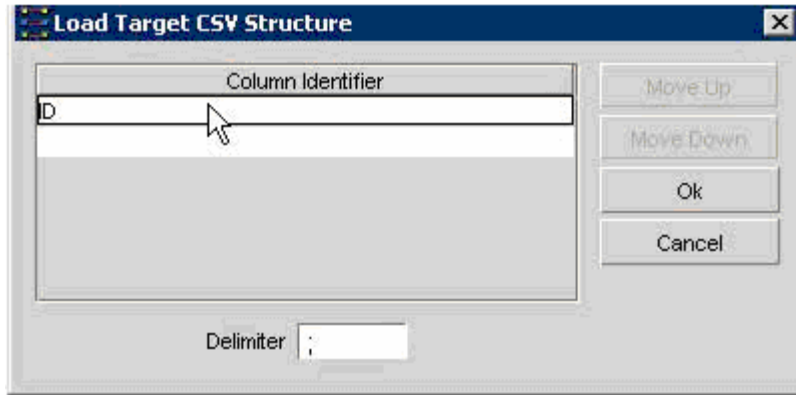 Load Target CSV Structure
Column Identifier
ID
Move Up
Move Down
Ok
Cancel
Delimiter ;